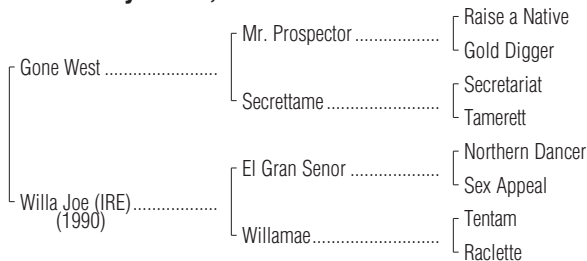 Raise a Native
Mr. Prospector ....................
Gold Digger
Gone West ...........................
Secretariat
Secrettame ..........................
Tamerett
Northern Dancer
El Gran Senor .....................
Sex Appeal
Willa Joe (IRE)....................
(1990)
Tentam
Willamae..............................
Raclette